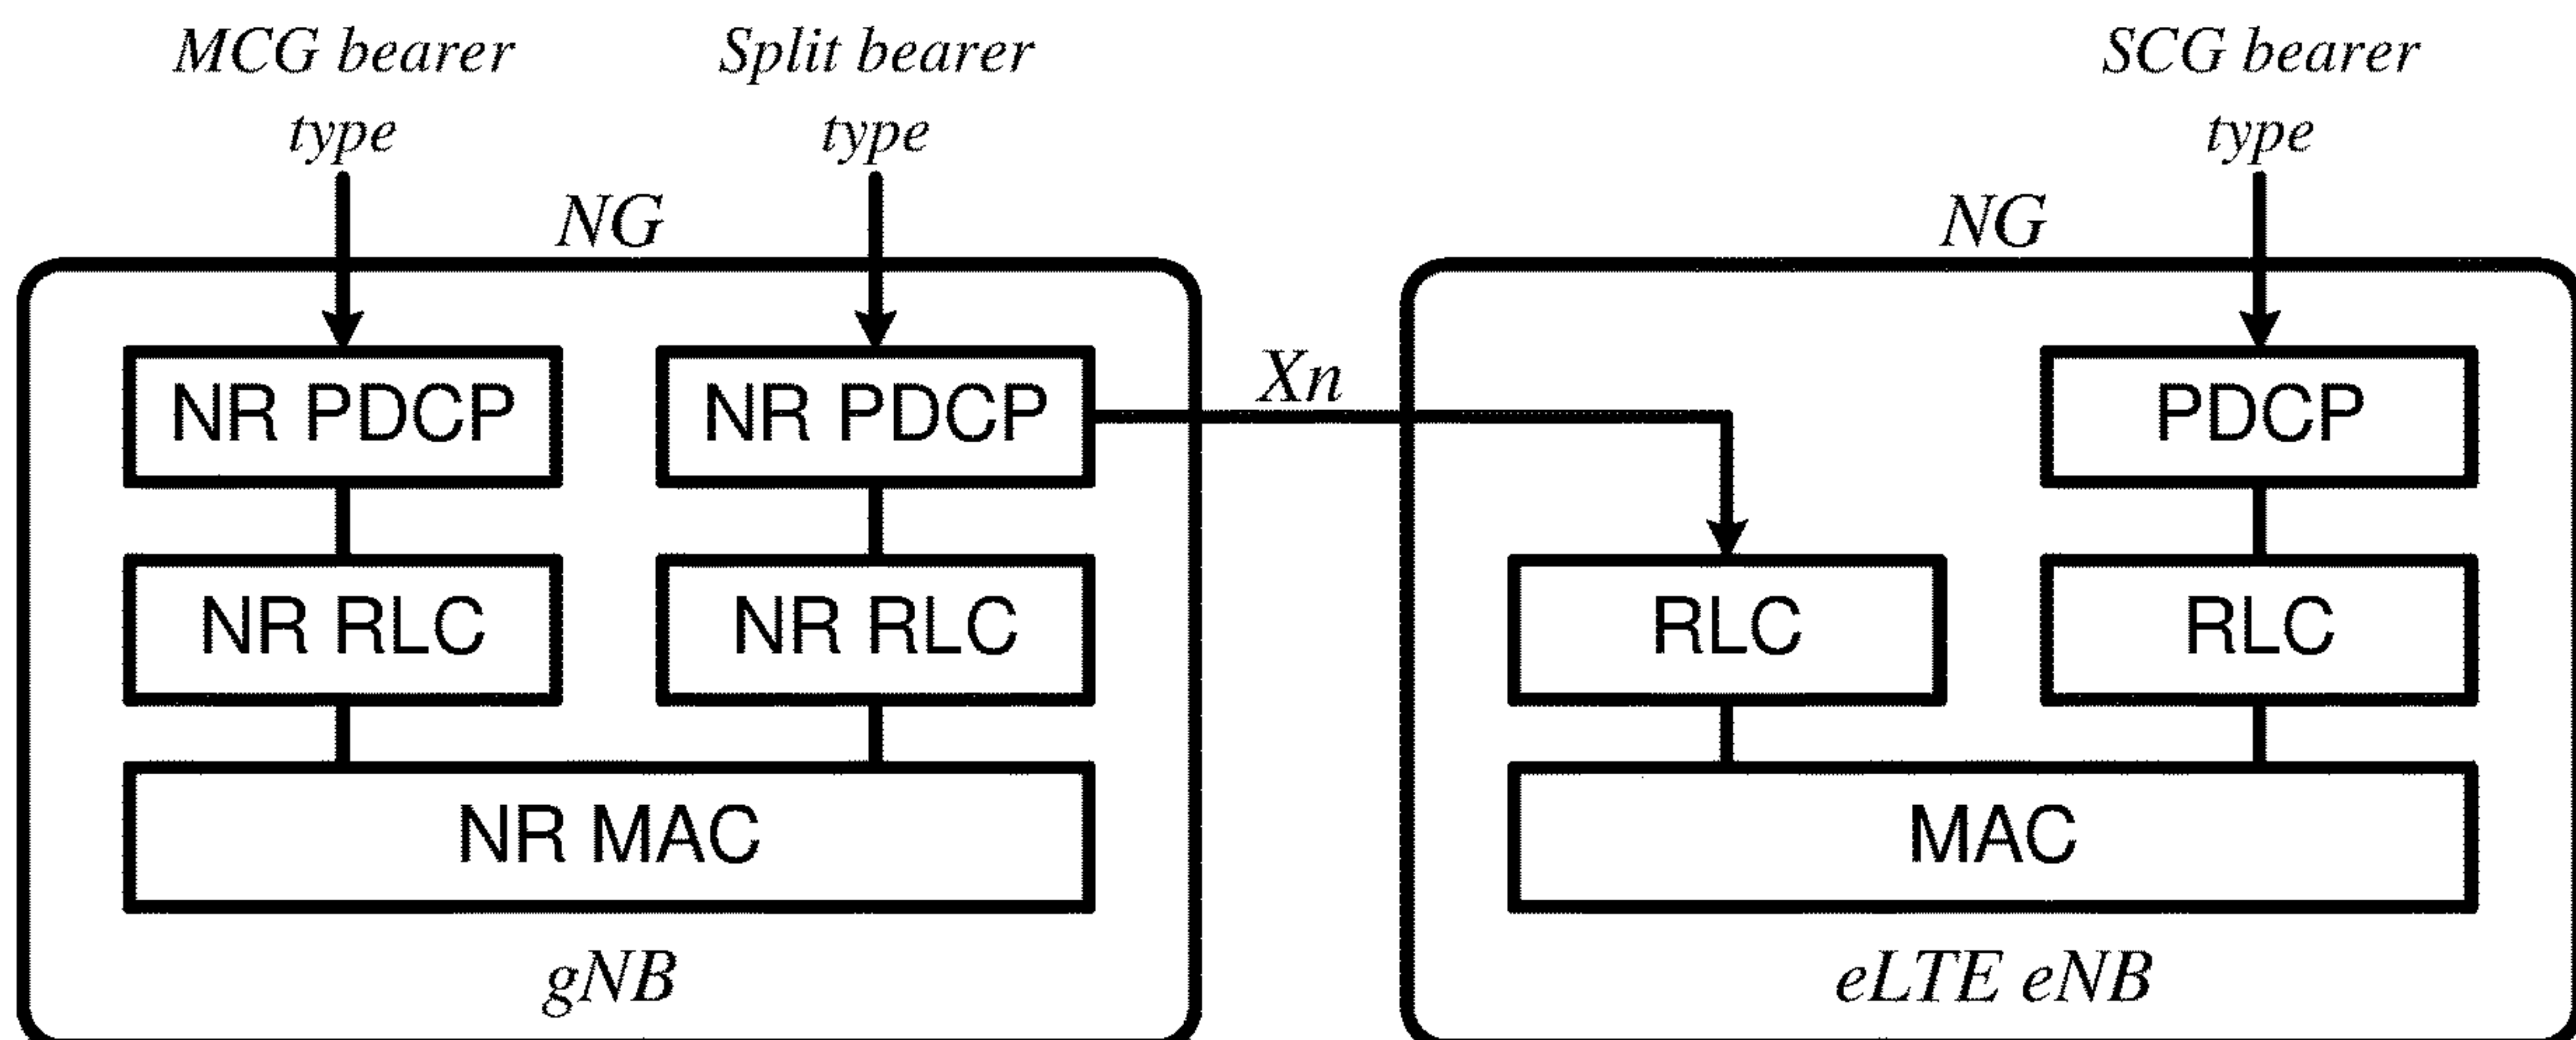 MCG bearer
type
Split bearer
type
SCG bearer
type
NG
NG
Xn
NR PDCP
NR PDCP
PDCP
NR RLC
NR RLC
RLC
RLC
NR MAC
MAC
gNB
eLTE eNB